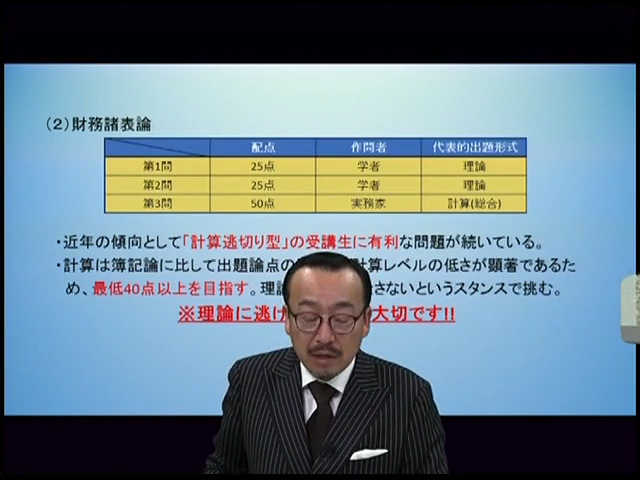 (2)財務諸表論
配点 作問者 代表的出題形式
第1問 25点 学者 理論
第2問 25点 学者 理論
第3問 50点 実務家 計算(総合)
・近年の傾向として「計算逃切り型」の受講生に有利な問題が続いている。
・計算は簿記論に比して出題論点の 計算レベルの低さが顕著であるた
め、最低40点以上を目指す。理 さないというスタンスで挑む。
※理論に逃げ 大切です!!